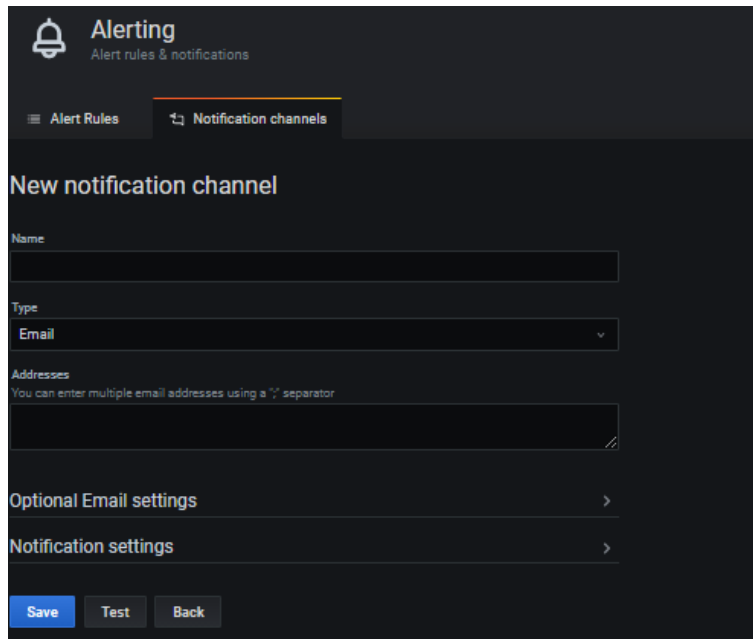 Alerting
Alert rules & notifications
Alert Rules
Notification channels
New notification channel
Name
Type
Email
Addresses
You can enter multiple email addresses using a ";" separator
Optional Email settings
Notification settings
Save
Test
Back